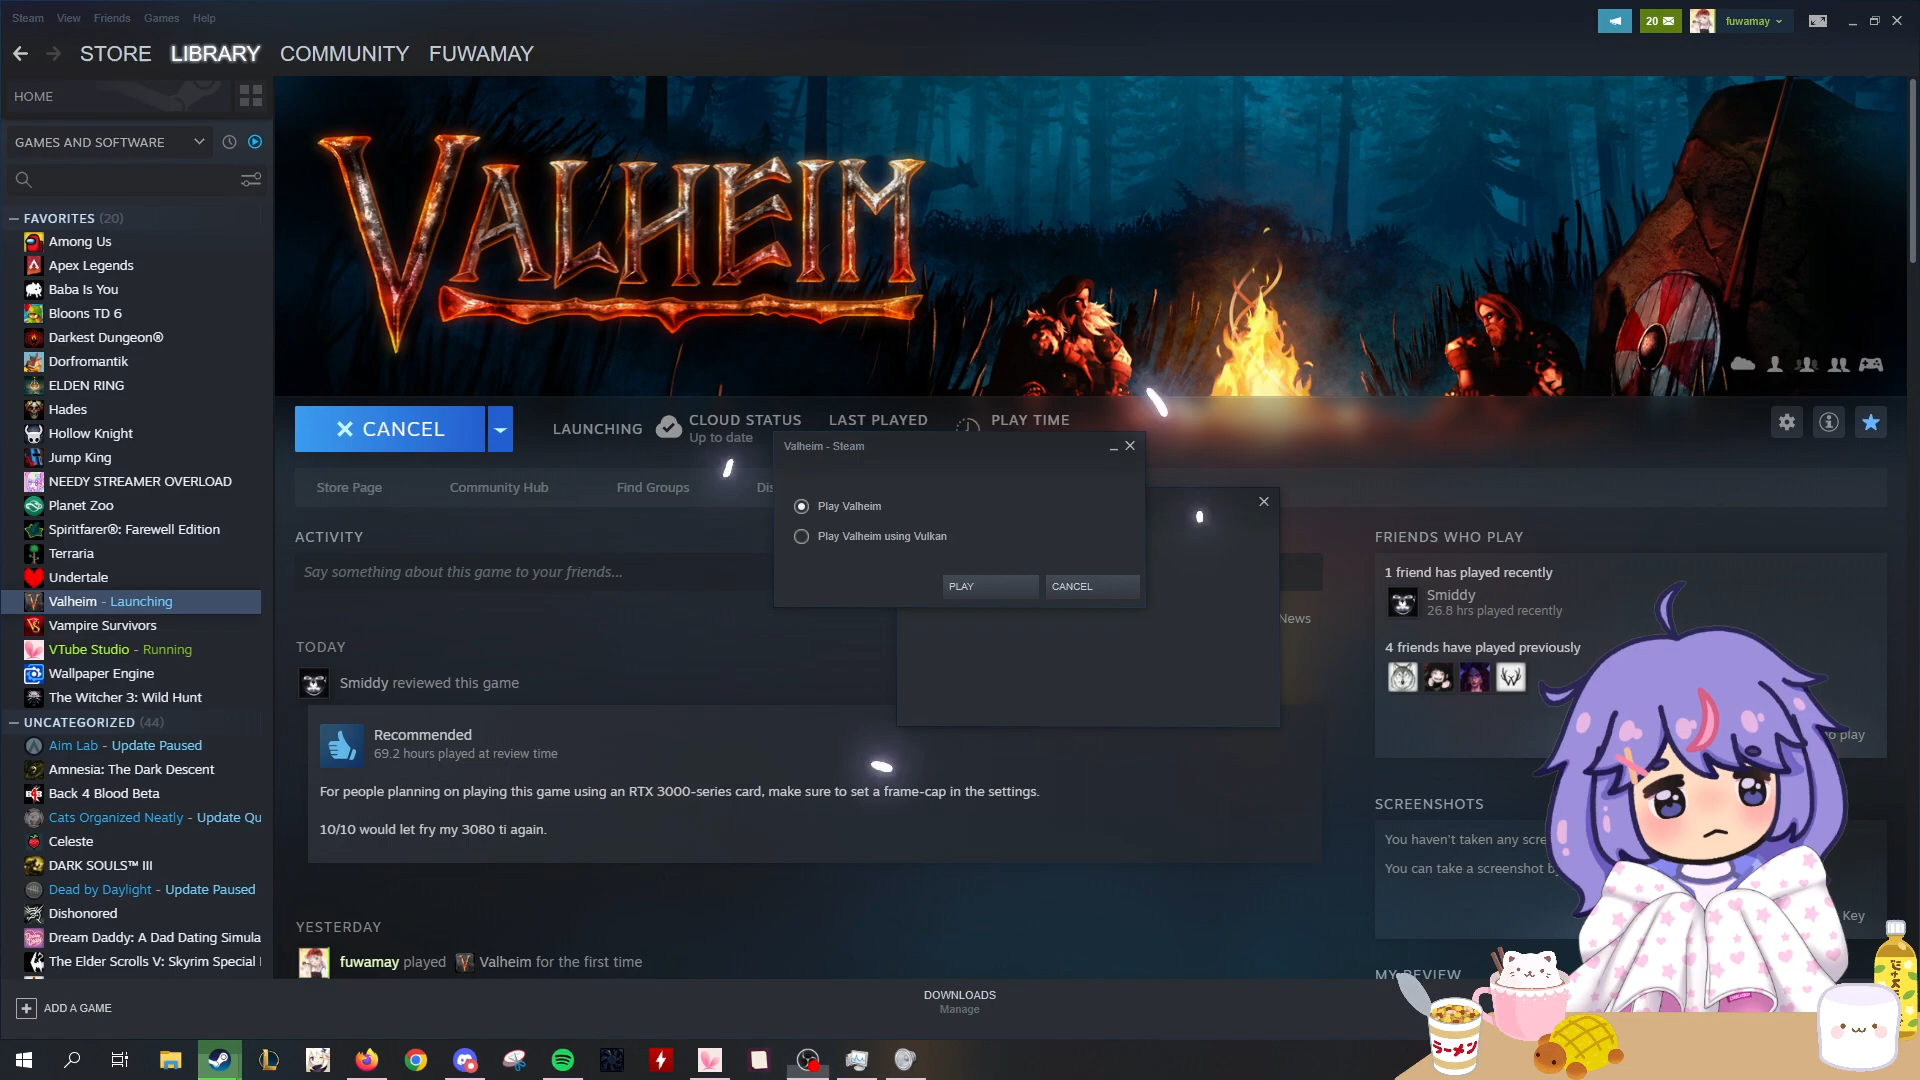 Steam View Friends Games Help
20
fuwamay
STORE LIBRARY COMMUNITY FUWAMAY
HOME
GAMES AND SOFTWARE
FAVORITES (20)
Among Us
Apex Legends
Baba Is You
Bloons TD 6
Darkest Dungeon®
Dorfromantik
ELDEN RING
Hades
Hollow Knight
Jump King
NEEDY STREAMER OVERLOAD
Planet Zoo
Spiritfarer®: Farewell Edition
Terraria
Undertale
Valheim - Launching
Vampire Survivors
VTube Studio - Running
Wallpaper Engine
The Witcher 3: Wild Hunt
UNCATEGORIZED (44)
Aim Lab - Update Paused
Amnesia: The Dark Descent
Back 4 Blood Beta
Cats Organized Neatly - Update Qu
Celeste
DARK SOULS™ III
Dead by Daylight - Update Paused
Dishonored
Dream Daddy: A Dad Dating Simula
The Elder Scrolls V: Skyrim Special
ADD A GAME
VALHEIM
CANCEL
LAUNCHING
CLOUD STATUS
Up to date
LAST PLAYED
PLAY TIME
Store Page
Community Hub
Find Groups
Dis
Valheim - Steam
Play Valheim
Play Valheim using Vulkan
PLAY
CANCEL
ACTIVITY
Say something about this game to your friends...
News
TODAY
Smiddy reviewed this game
Recommended
69.2 hours played at review time
For people planning on playing this game using an RTX 3000-series card, make sure to set a frame-cap in the settings.
10/10 would let fry my 3080 ti again.
YESTERDAY
fuwamay played Valheim for the first time
FRIENDS WHO PLAY
1 friend has played recently
Smiddy
26.8 hrs played recently
4 friends have played previously
o play
SCREENSHOTS
You haven't taken any scre
You can take a screenshot b
Key
MY REVIEW
DOWNLOADS
Manage
ラーメン